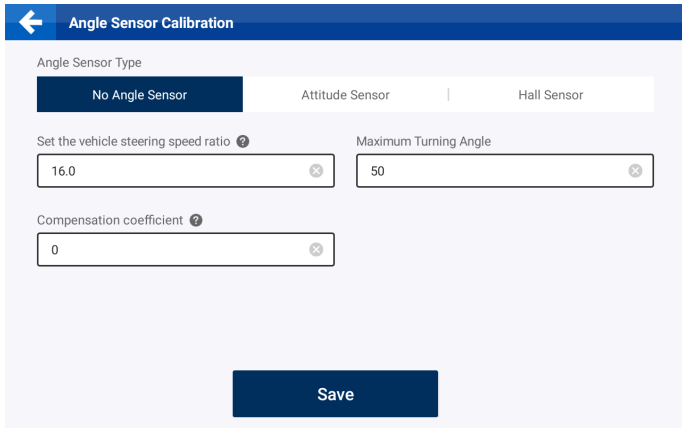 Angle Sensor Calibration
Angle Sensor Type
No Angle Sensor Attitude Sensor Hall Sensor
Set the vehicle steering speed ratio ? Maximum Turning Angle
16.0 50
Compensation coefficient ?
0
Save